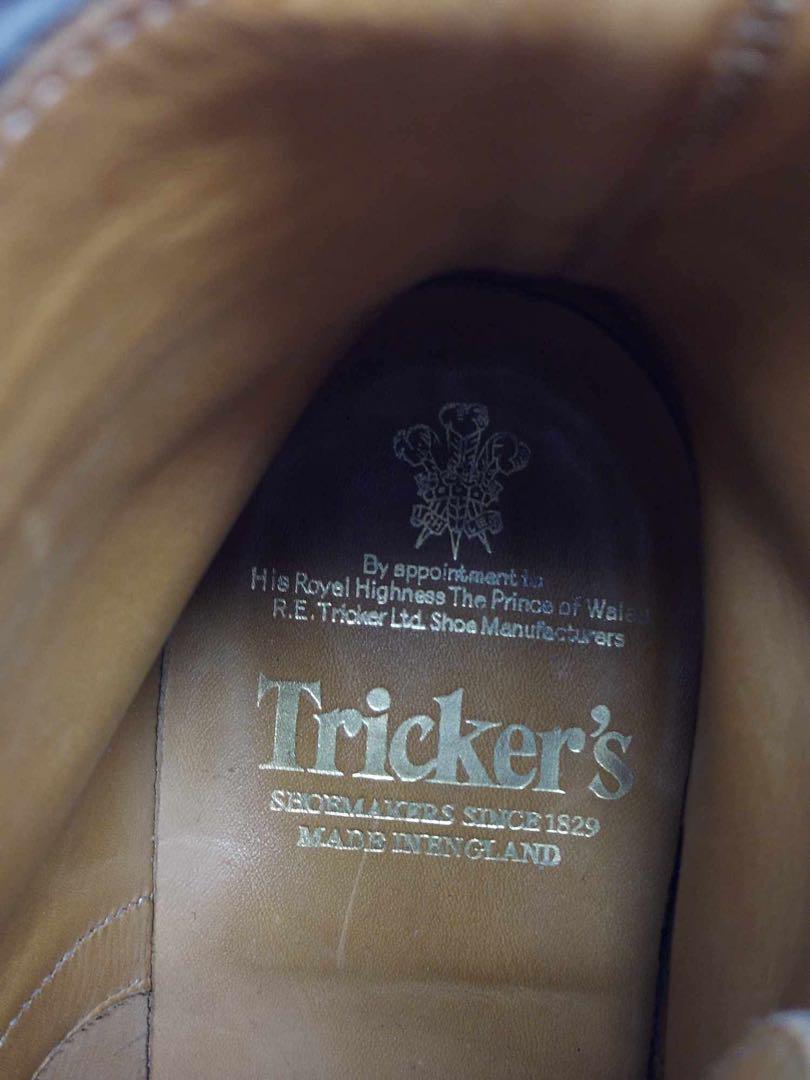 By appointment to
His Royal Highness The Prince of Wales
R.E. Tricker Ltd. Shoe Manufacturers
Tricker's
SHOEMAKERS SINCE 1829
MADE IN ENGLAND